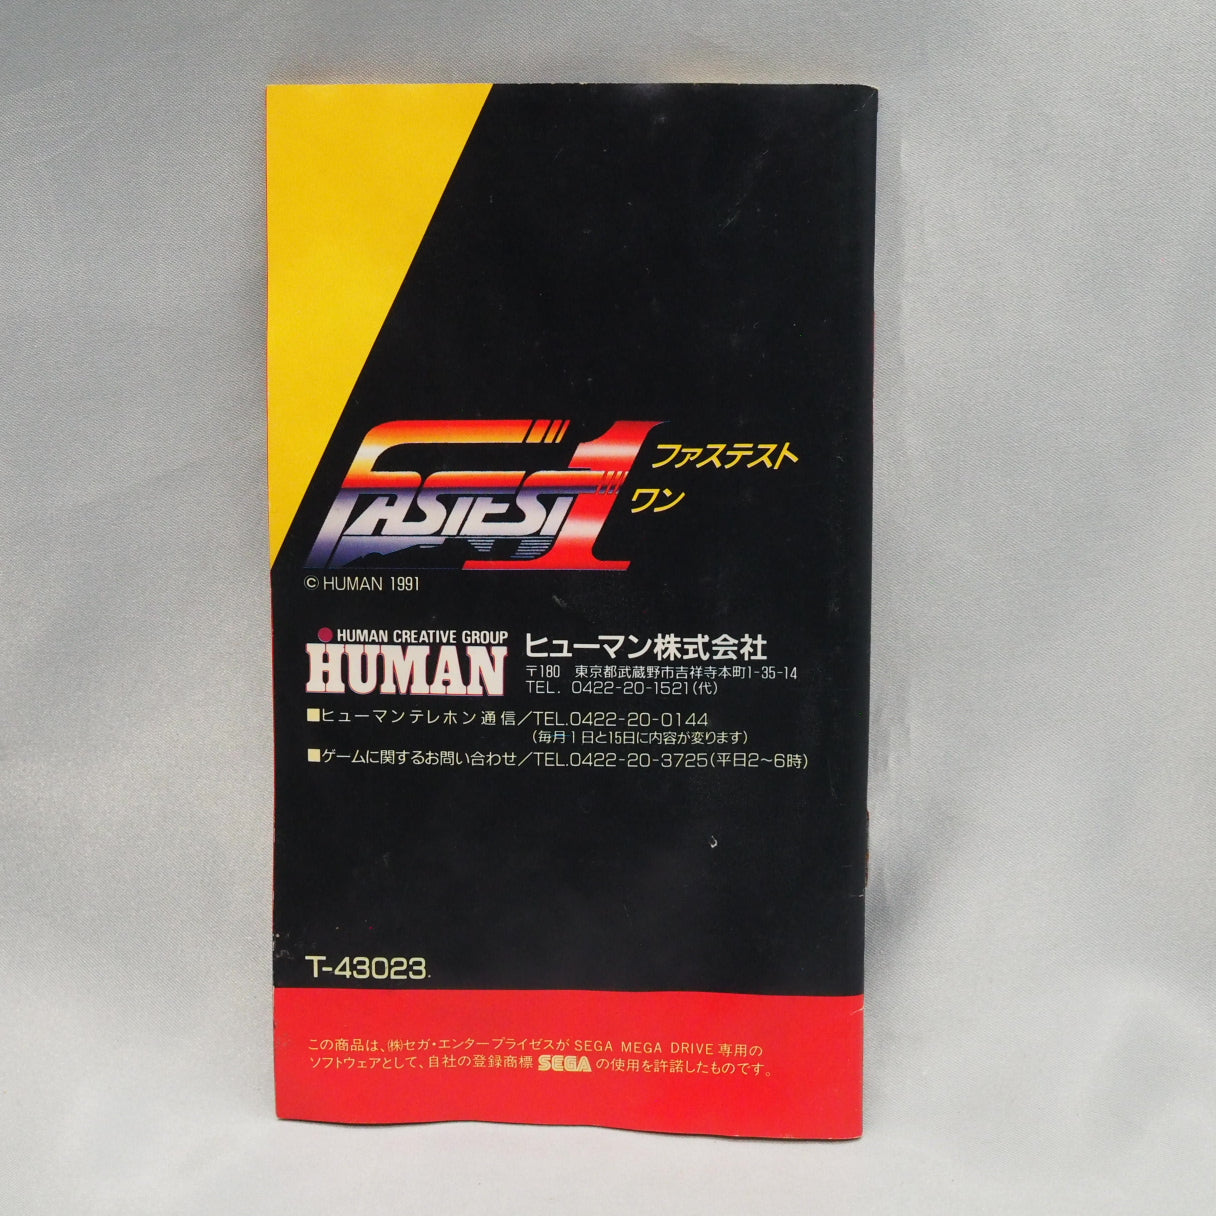 FASTEST 1
ファステスト
ワン
© HUMAN 1991
HUMAN CREATIVE GROUP
HUMAN
ヒューマン株式会社
〒180 東京都武蔵野市吉祥寺本町1-35-14
TEL. 0422-20-1521(代)
■ヒューマンテレホン通信/TEL.0422-20-0144
(毎月1日と15日に内容が変ります)
■ゲームに関するお問い合わせ/TEL.0422-20-3725(平日2〜6時)
T-43023.
この商品は、㈱セガ・エンタープライゼスがSEGA MEGA DRIVE専用の
ソフトウェアとして、自社の登録商標 SEGA の使用を許諾したものです。